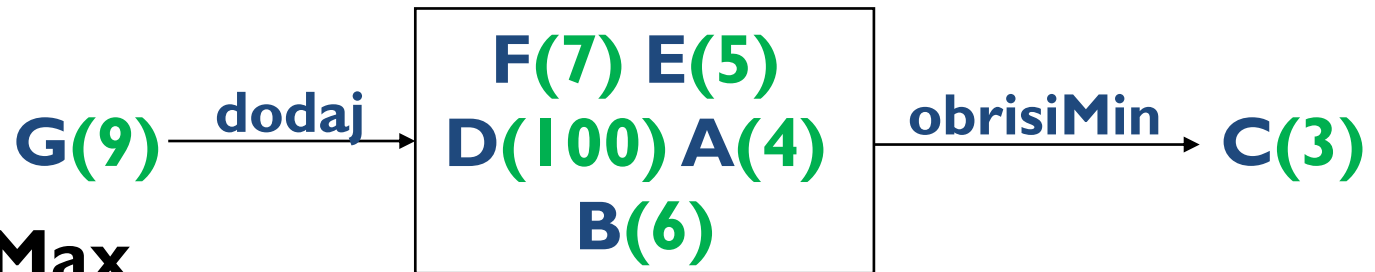 F(7) E(5)
G(9) dodaj D(100) A(4) obrisiMin C(3)
B(6)
Max